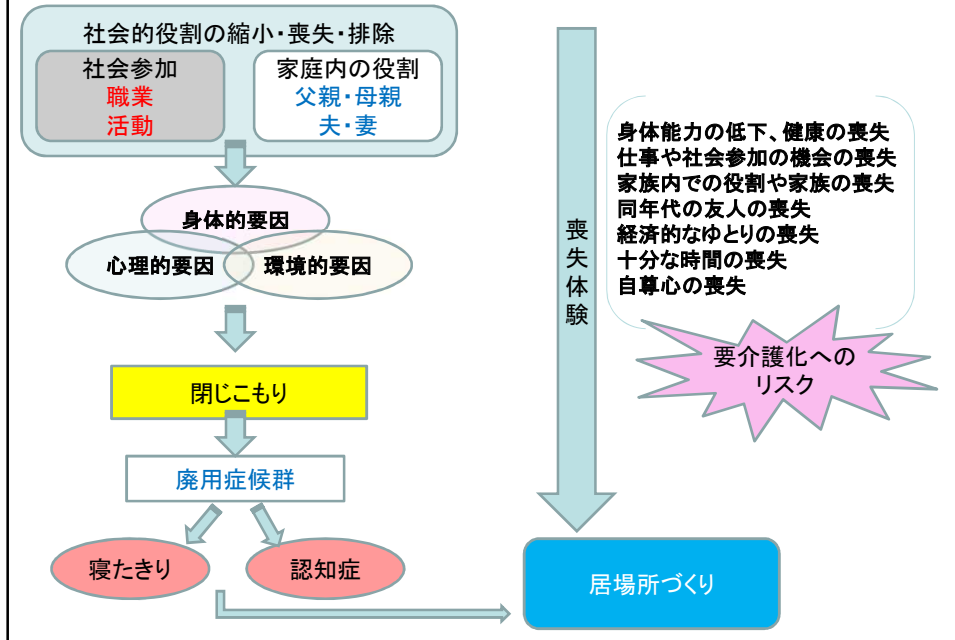 社会的役割の縮小・喪失・排除
社会参加
職業
活動
家庭内の役割
父親・母親
夫・妻
身体的要因
心理的要因
環境的要因
閉じこもり
廃用症候群
寝たきり
認知症
喪失体験
身体能力の低下、健康の喪失
仕事や社会参加の機会の喪失
家族内での役割や家族の喪失
同年代の友人の喪失
経済的なゆとりの喪失
十分な時間の喪失
自尊心の喪失
要介護化への
リスク
居場所づくり